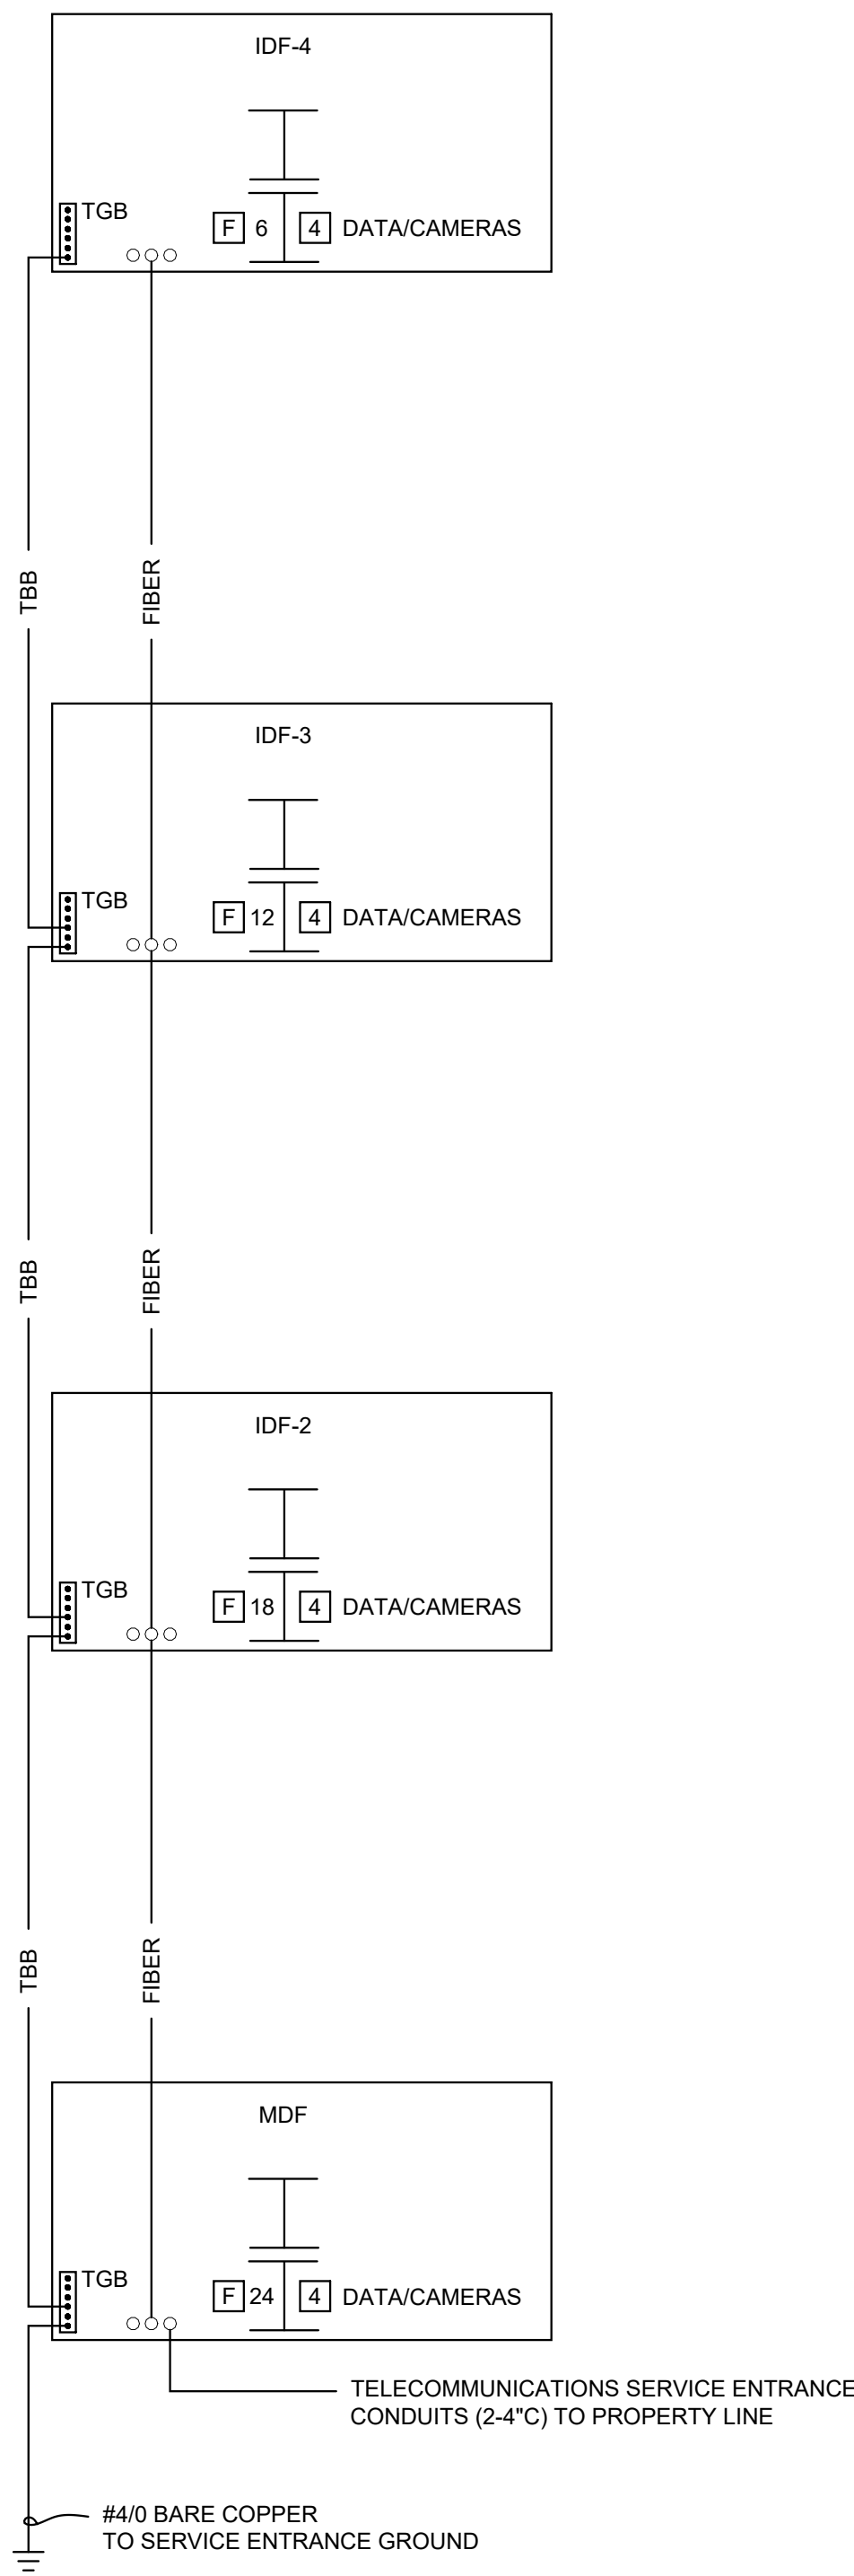 IDF-4
TGB
F 6 4 DATA/CAMERAS
TBB
FIBER
IDF-3
TGB
F 12 4 DATA/CAMERAS
TBB
FIBER
IDF-2
TGB
F 18 4 DATA/CAMERAS
TBB
FIBER
MDF
TGB
F 24 4 DATA/CAMERAS
TELECOMMUNICATIONS SERVICE ENTRANCE
CONDUITS (2-4"C) TO PROPERTY LINE
#4/0 BARE COPPER
TO SERVICE ENTRANCE GROUND